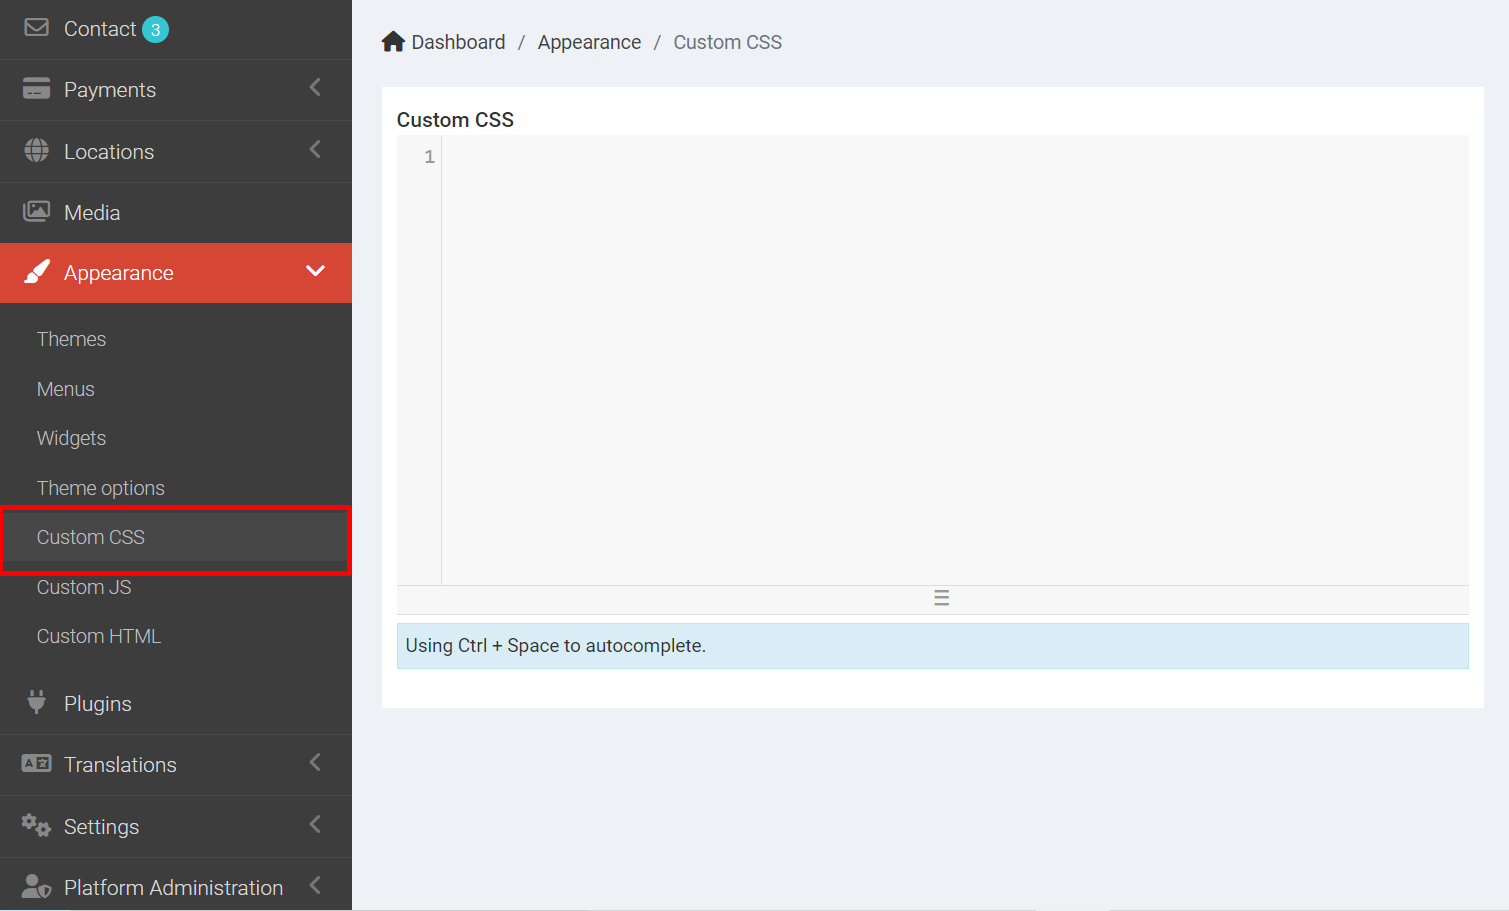 Contact 3
Payments
Locations
Media
Appearance
Themes
Menus
Widgets
Theme options
Custom CSS
Custom JS
Custom HTML
Plugins
Translations
Settings
Platform Administration
Dashboard / Appearance / Custom CSS
Custom CSS
1
Using Ctrl + Space to autocomplete.